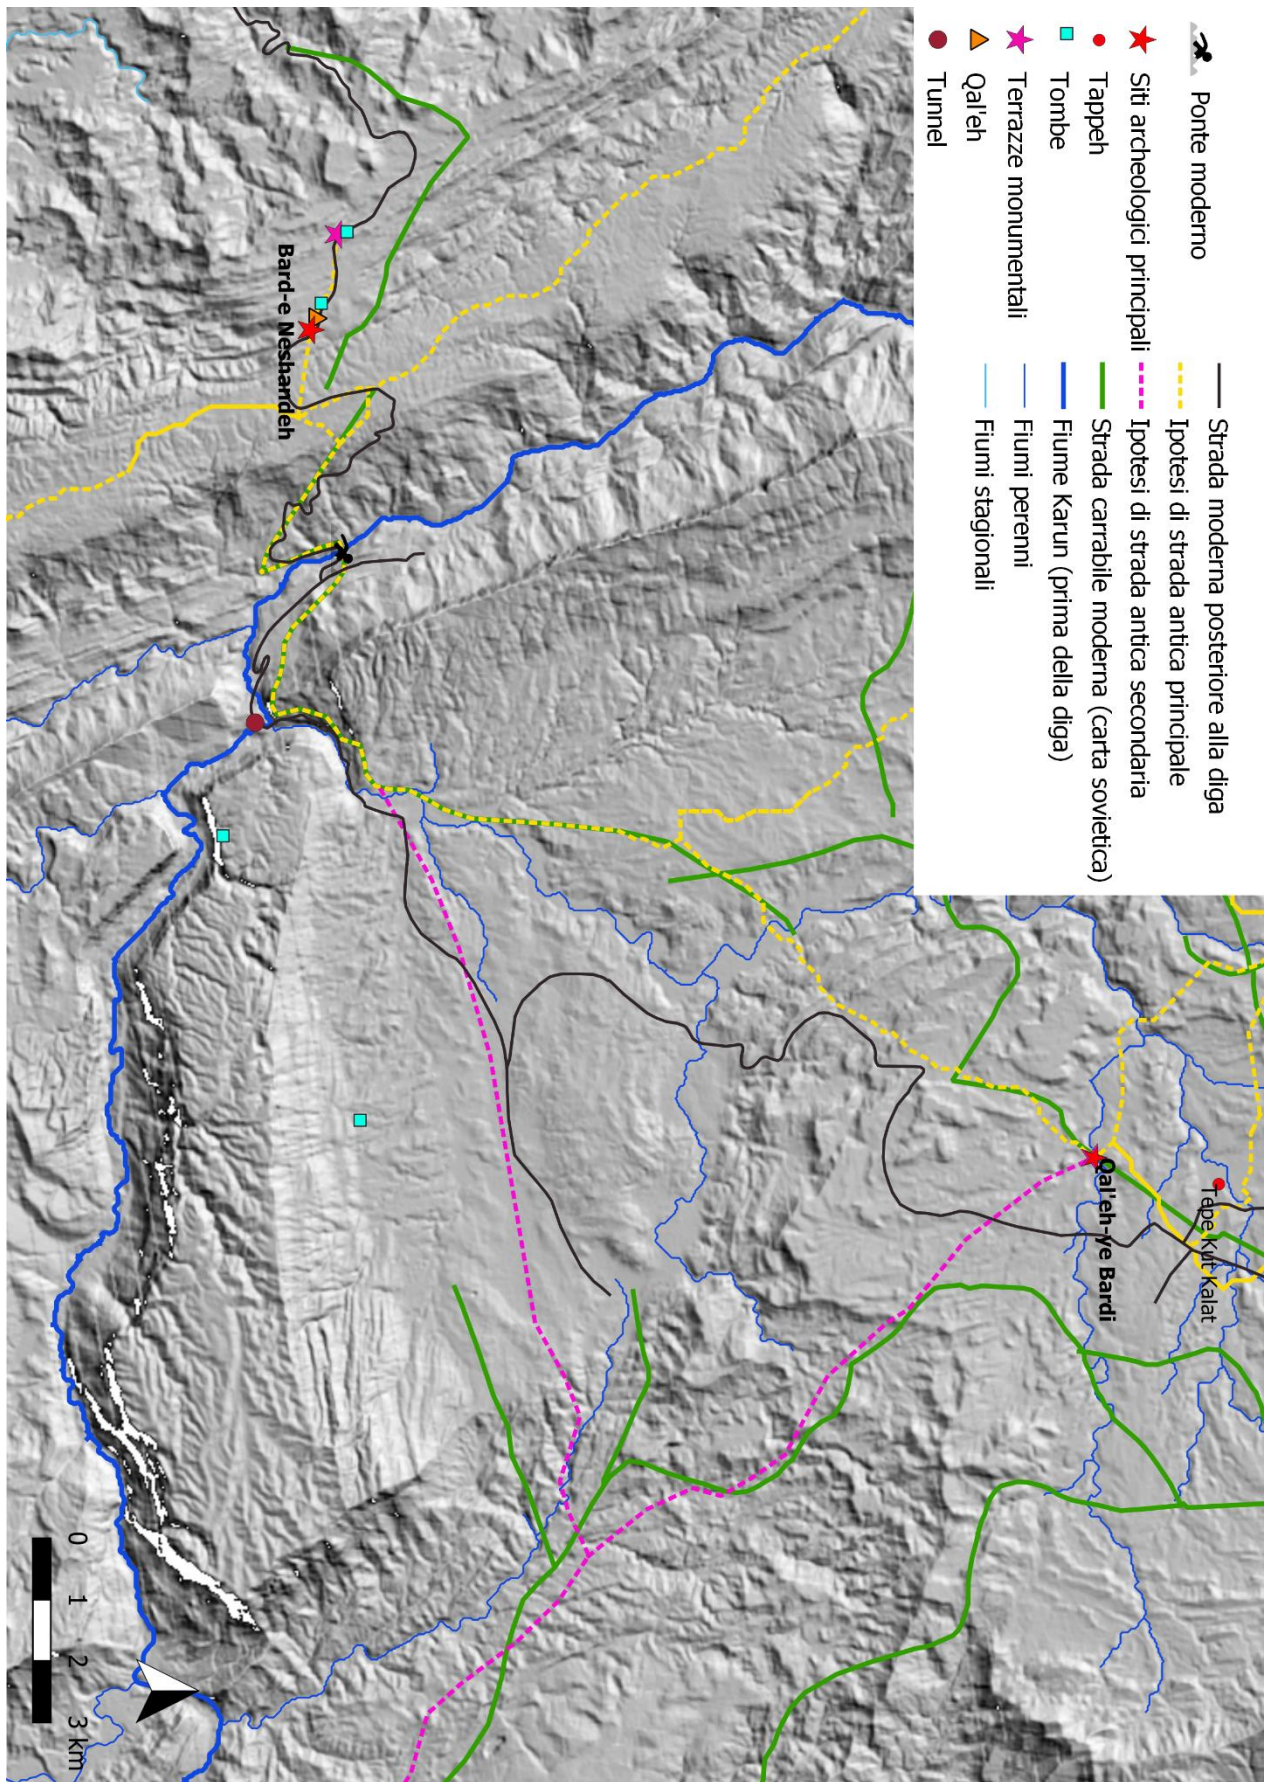 Ponte moderno
Siti archeologici principali
Tappeh
Tombe
Terrazze monumentali
Qal'eh
Tunnel
Strada moderna posteriore alla diga
Ipotesi di strada antica principale
Ipotesi di strada antica secondaria
Strada carrabile moderna (carta sovietica)
Fiume Karun (prima della diga)
Fiumi perenni
Fiumi stagionali
Bard-e Neshandeh
Tepe Kut Kalat
Qal'eh-ye Bardi
0 1 2 3 km